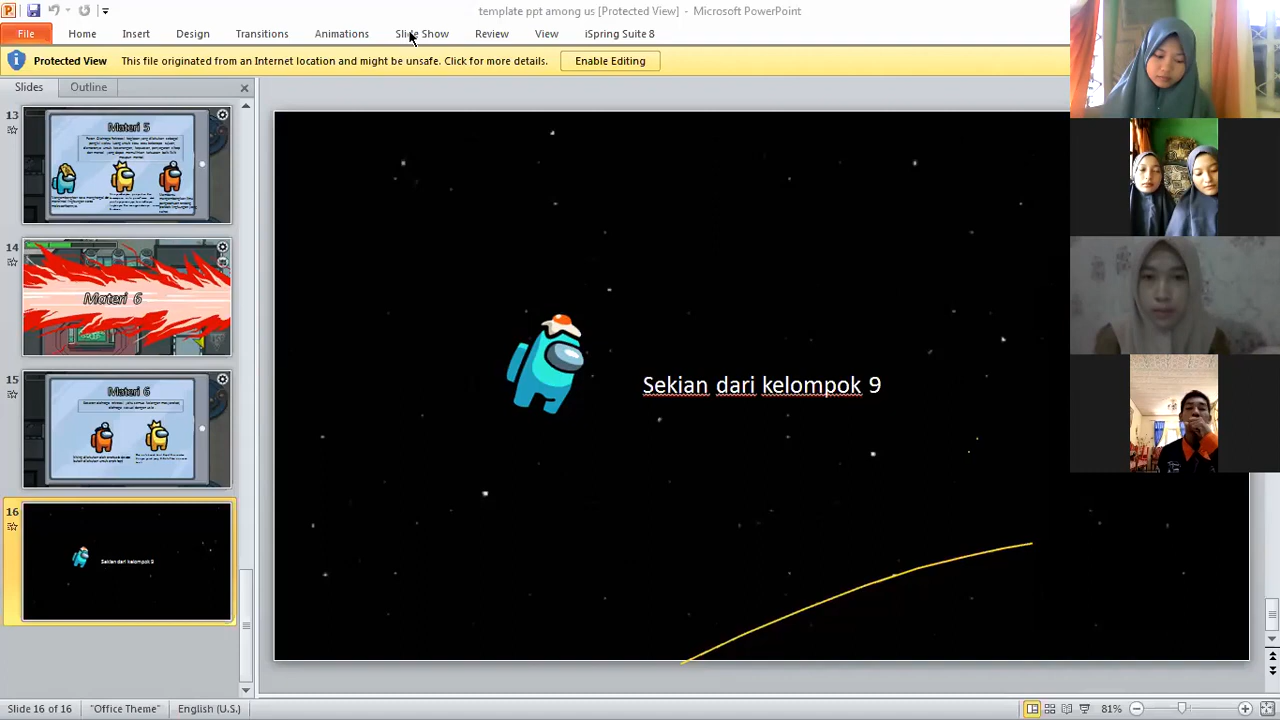 template ppt among us [Protected View] - Microsoft PowerPoint
File Home Insert Design Transitions Animations Slide Show Review View iSpring Suite 8
Protected View This file originated from an Internet location and might be unsafe. Click for more details. Enable Editing
Slides Outline
13
Materi 5
14
Materi 6
15
Materi 6
16
Sekian dari kelompok 9
Sekian dari kelompok 9
Slide 16 of 16 "Office Theme" English (U.S.) 81%